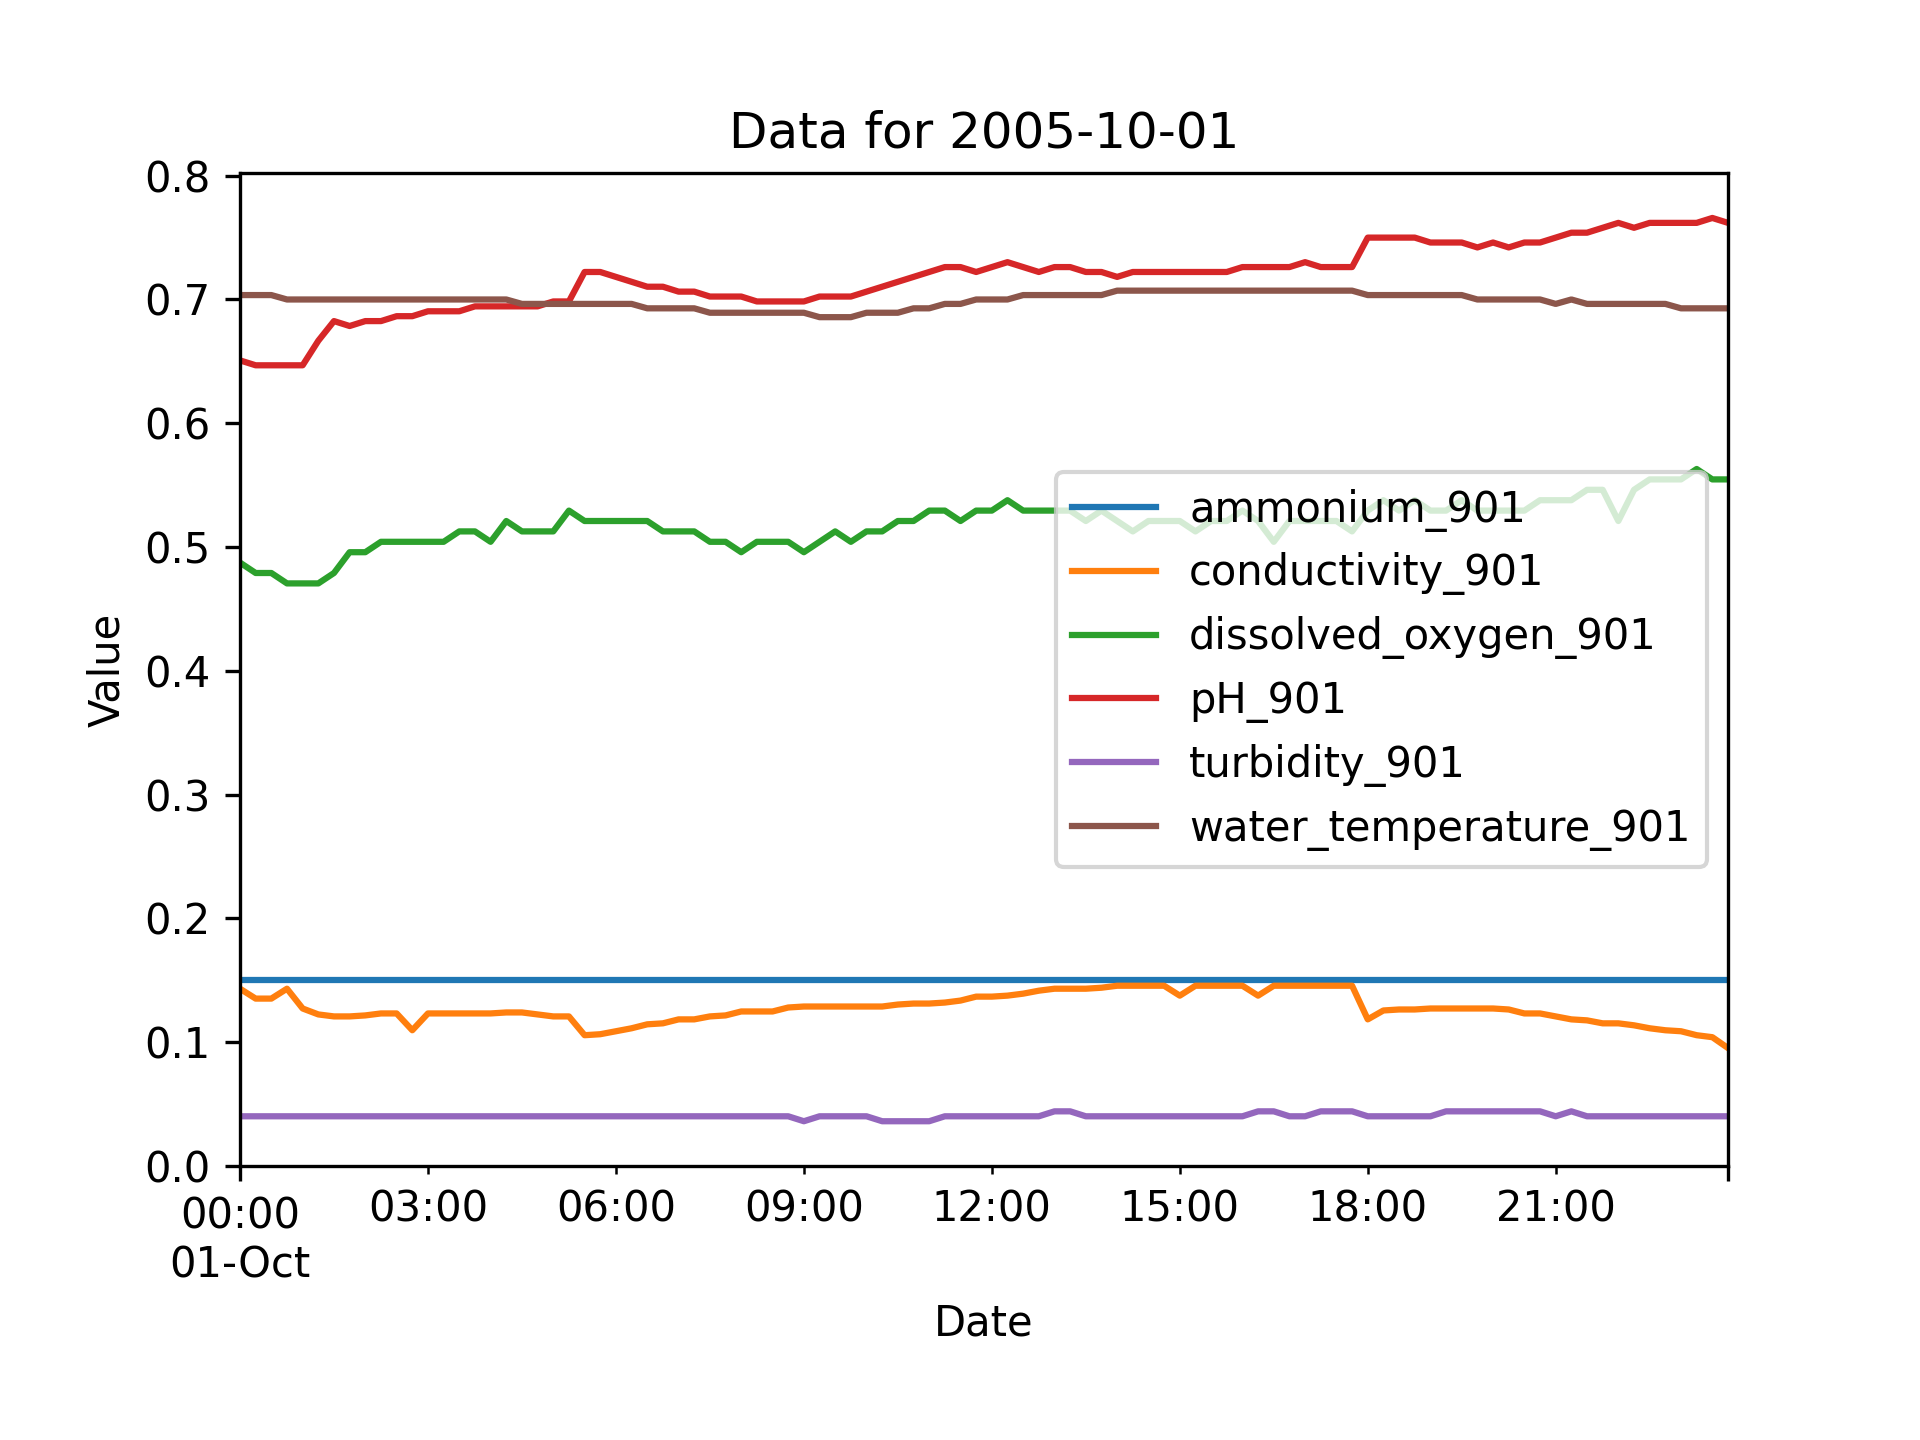 Data for 2005-10-01
0.8
0.7
0.6
0.5
0.4
0.3
0.2
0.1
0.0
Value
ammonium_901
conductivity_901
dissolved_oxygen_901
pH_901
turbidity_901
water_temperature_901
00:00 03:00 06:00 09:00 12:00 15:00 18:00 21:00
01-Oct
Date